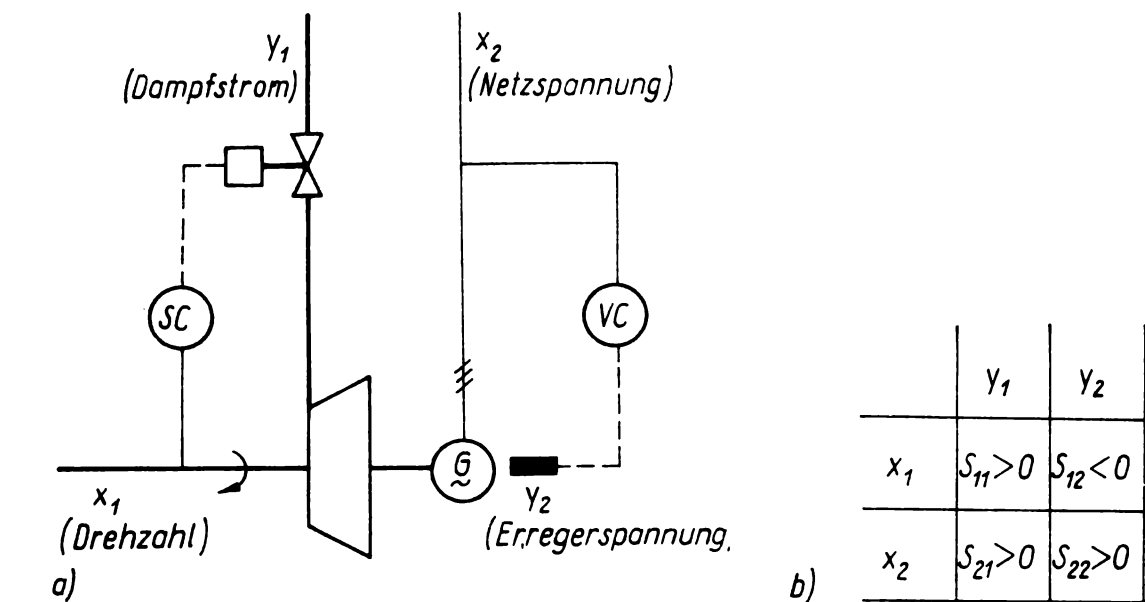 y1
(Dampfstrom)
x2
(Netzspannung)
SC
VC
G
~
x1
(Drehzahl)
y2
(Erregerspannung
a)
y1 y2
x1 S11>0 S12<0
x2 S21>0 S22>0
b)